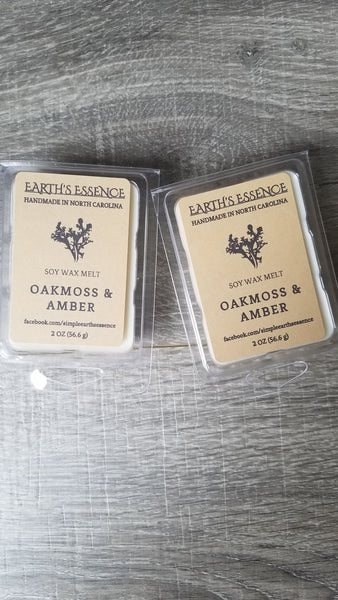 EARTH'S ESSENCE
HANDMADE IN NORTH CAROLINA
SOY WAX MELT
OAKMOSS &
AMBER
facebook.com/simpleearthsessence
2 OZ (56.6 g)
EARTH'S ESSENCE
HANDMADE IN NORTH CAROLINA
SOY WAX MELT
OAKMOSS &
AMBER
facebook.com/simpleearthsessence
2 OZ (56.6 g)